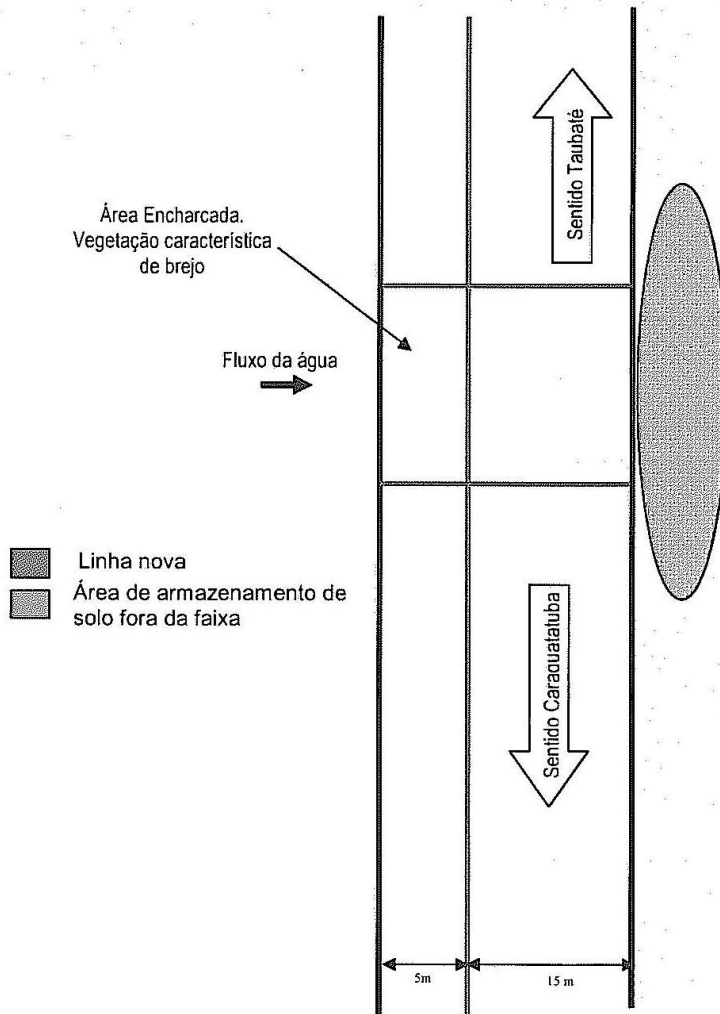 Sentido Taubaté
Área Encharcada.
Vegetação característica
de brejo
Fluxo da água
Linha nova
Área de armazenamento de
solo fora da faixa
Sentido Caraguatatuba
5m
15 m